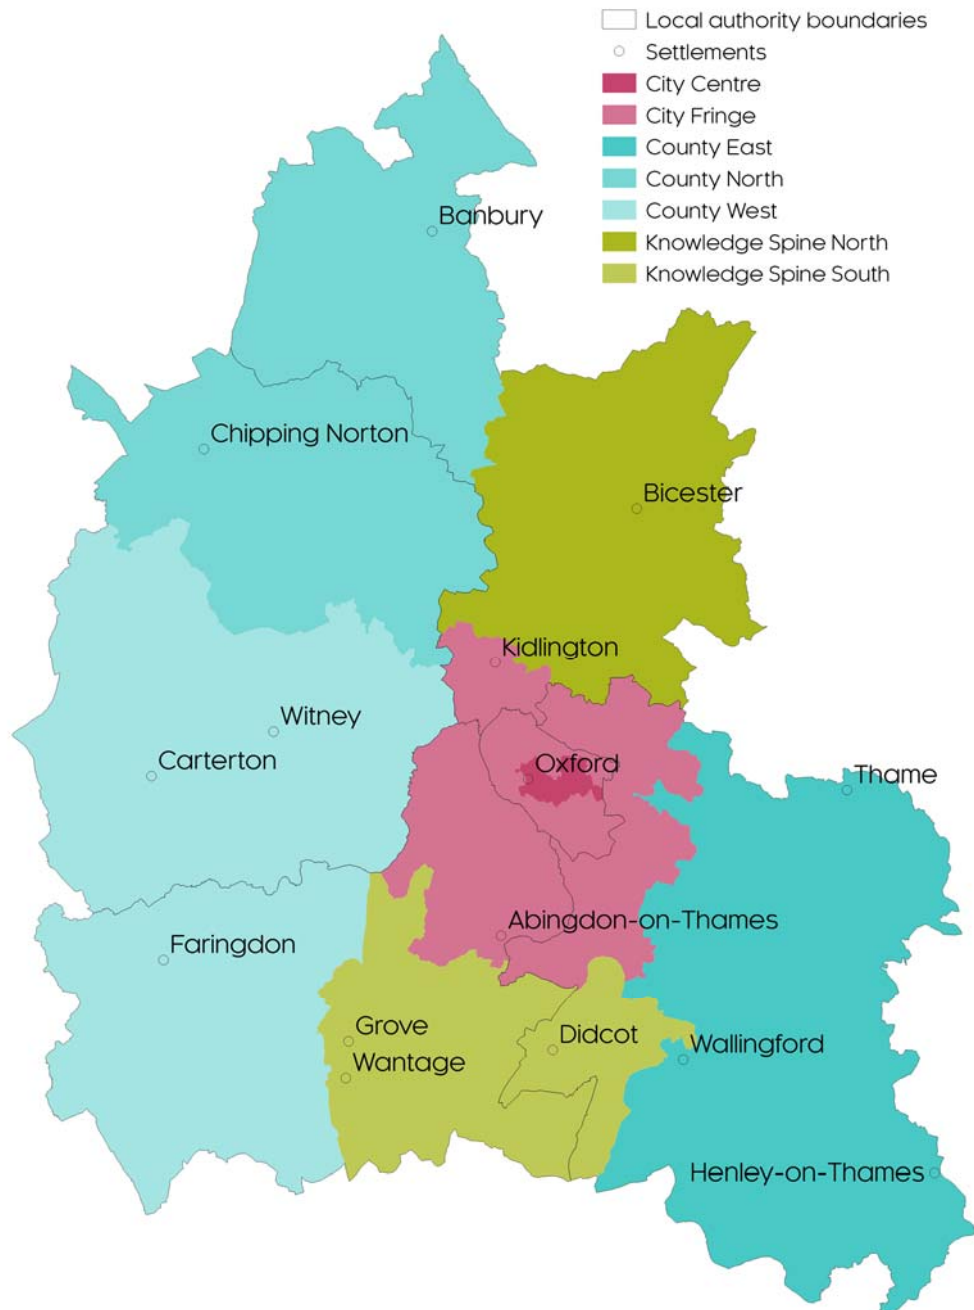 Local authority boundaries
Settlements
City Centre
City Fringe
County East
County North
County West
Knowledge Spine North
Knowledge Spine South
Banbury
Chipping Norton
Bicester
Kidlington
Witney
Carterton
Oxford
Thame
Abingdon-on-Thames
Faringdon
Grove
Didcot
Wallingford
Wantage
Henley-on-Thames